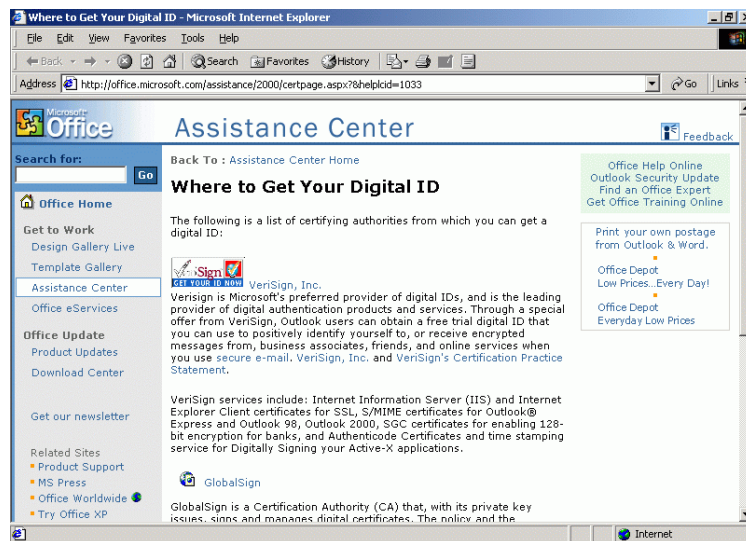 Where to Get Your Digital ID - Microsoft Internet Explorer
File Edit View Favorites Tools Help
Back Search Favorites History
Address http://office.microsoft.com/assistance/2000/certpage.aspx?&helplcid=1033 Go Links
Microsoft
Office
Assistance Center
Feedback
Search for:
Go
Office Home
Get to Work
Design Gallery Live
Template Gallery
Assistance Center
Office eServices
Office Update
Product Updates
Download Center
Get our newsletter
Related Sites
Product Support
MS Press
Office Worldwide
Try Office XP
Back To : Assistance Center Home
Where to Get Your Digital ID
The following is a list of certifying authorities from which you can get a
digital ID:
VeriSign
GET YOUR ID NOW
VeriSign, Inc.
Verisign is Microsoft's preferred provider of digital IDs, and is the leading
provider of digital authentication products and services. Through a special
offer from VeriSign, Outlook users can obtain a free trial digital ID that
you can use to positively identify yourself to, or receive encrypted
messages from, business associates, friends, and online services when
you use secure e-mail. VeriSign, Inc. and VeriSign's Certification Practice
Statement.
VeriSign services include: Internet Information Server (IIS) and Internet
Explorer Client certificates for SSL, S/MIME certificates for Outlook®
Express and Outlook 98, Outlook 2000, SGC certificates for enabling 128-
bit encryption for banks, and Authenticode Certificates and time stamping
service for Digitally Signing your Active-X applications.
GlobalSign
GlobalSign is a Certification Authority (CA) that, with its private key
issues, signs and manages digital certificates. The policy and the
Office Help Online
Outlook Security Update
Find an Office Expert
Get Office Training Online
Print your own postage
from Outlook & Word.
Office Depot
Low Prices...Every Day!
Office Depot
Everyday Low Prices
Internet